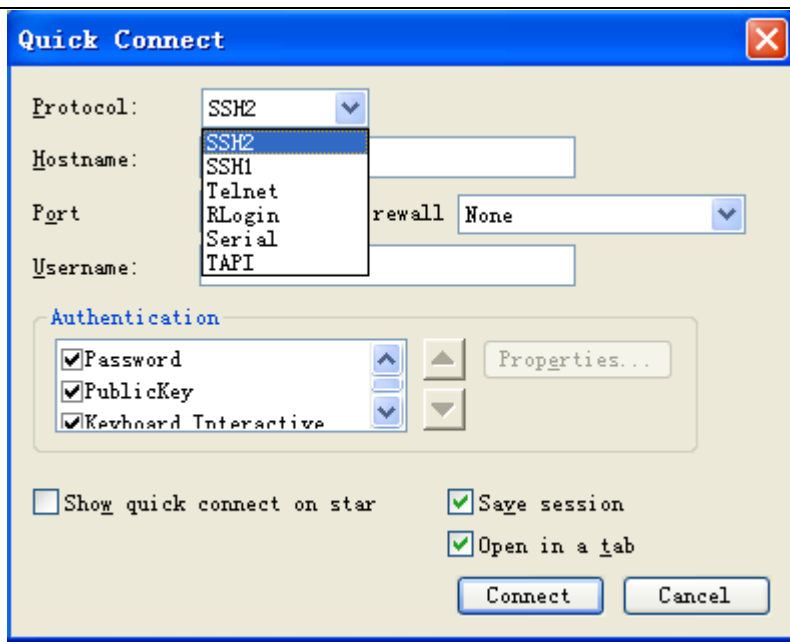 Quick Connect
Protocol:
SSH2
SSH2
SSH1
Telnet
RLogin
Serial
TAPI
Hostname:
Port
rewall
None
Username:
Authentication
Password
PublicKey
Keyboard Interactive
Properties...
Show quick connect on star
Save session
Open in a tab
Connect
Cancel